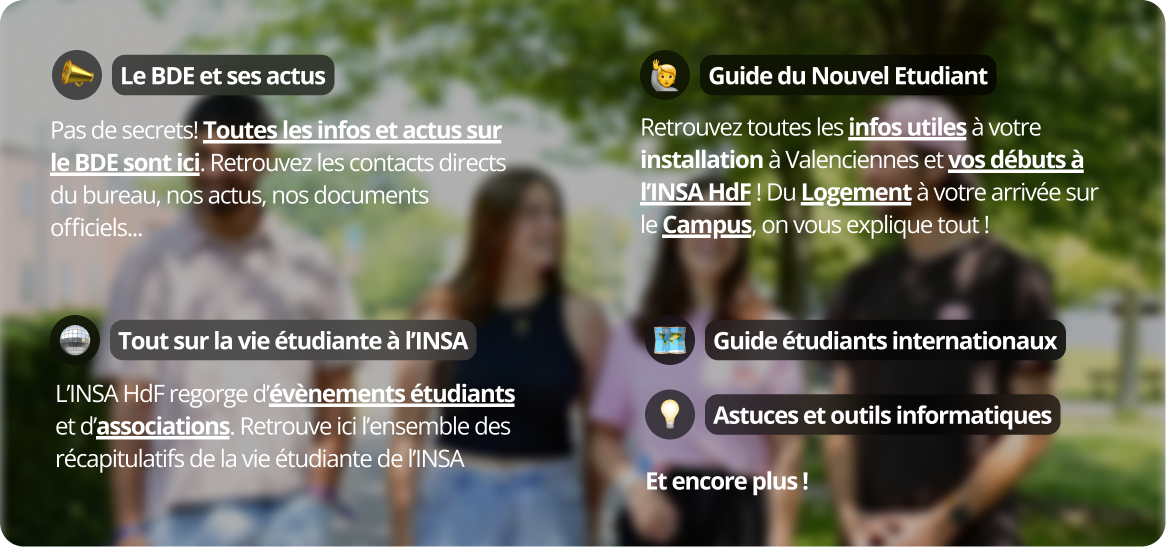 Le BDE et ses actus
Pas de secrets! Toutes les infos et actus sur
le BDE sont ici. Retrouvez les contacts directs
du bureau, nos actus, nos documents
officiels...
Guide du Nouvel Etudiant
Retrouvez toutes les infos utiles à votre
installation à Valenciennes et vos débuts à
l'INSA HdF ! Du Logement à votre arrivée sur
le Campus, on vous explique tout !
Tout sur la vie étudiante à l'INSA
L'INSA HdF regorge d'évènements étudiants
et d'associations. Retrouve ici l'ensemble des
récapitulatifs de la vie étudiante de l'INSA
Guide étudiants internationaux
Astuces et outils informatiques
Et encore plus !